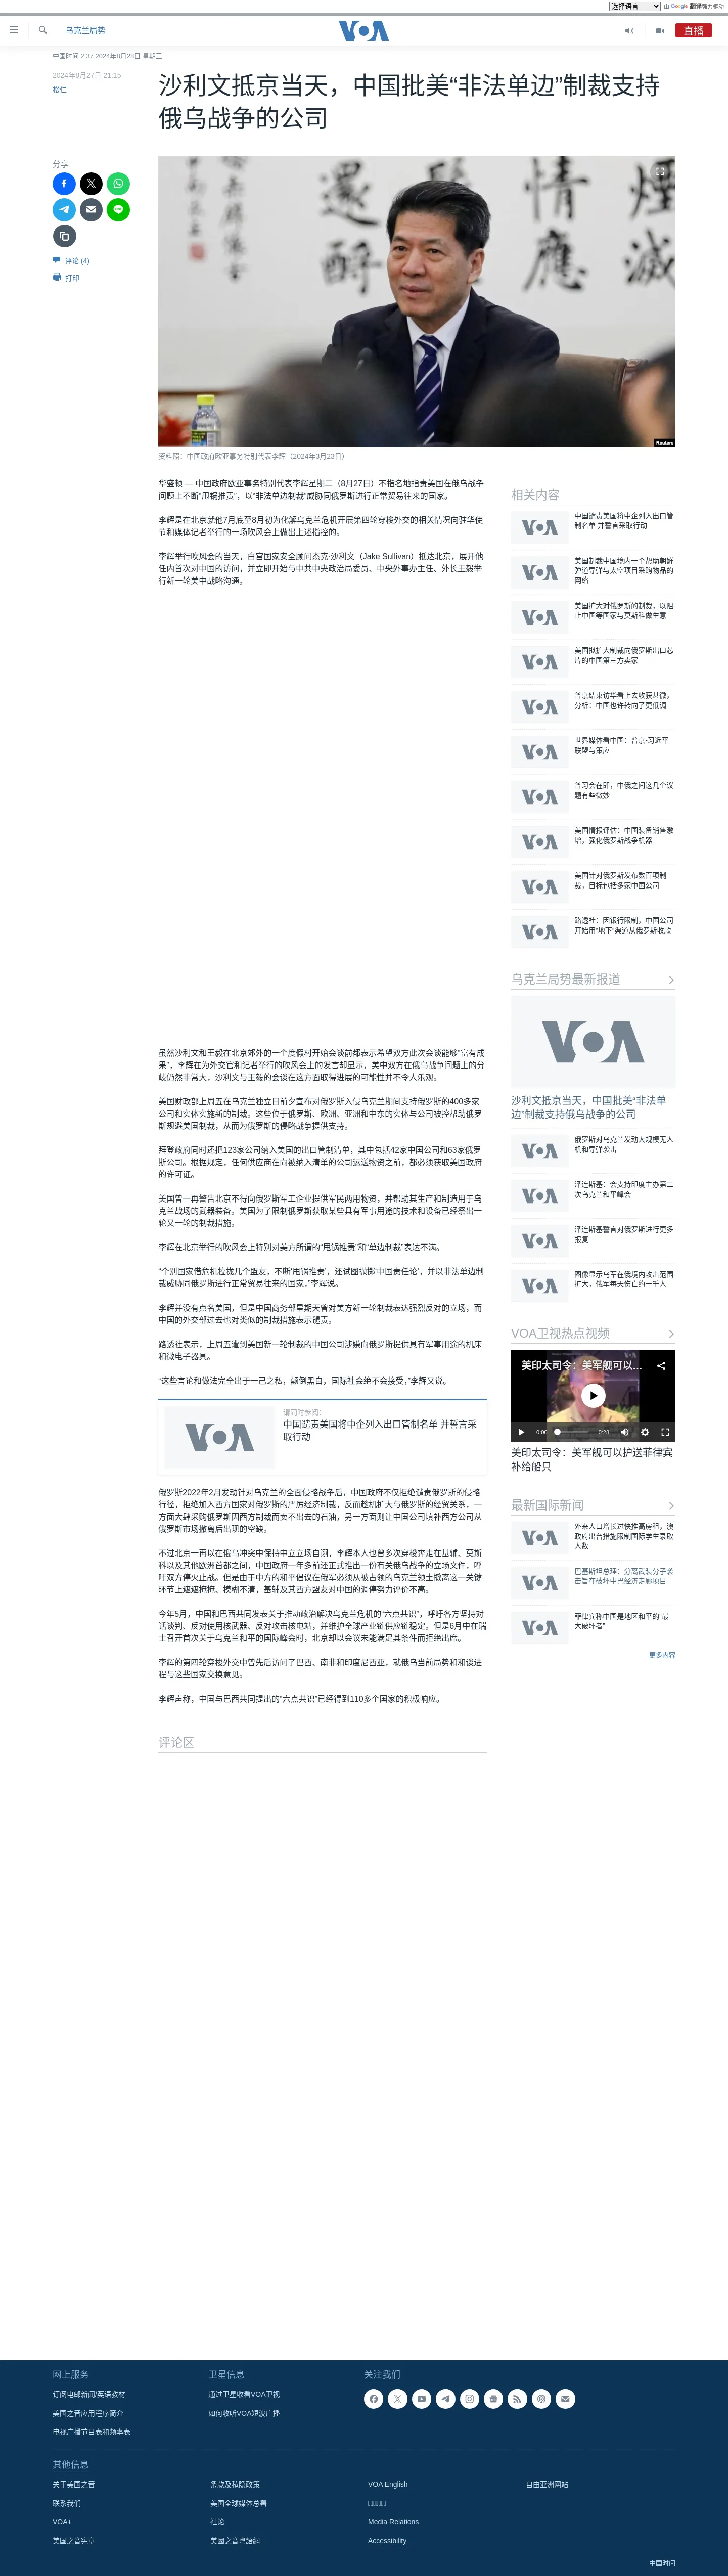 选择语言
由 Google 翻译强力驱动
乌克兰局势
VOA
直播
中国时间 2:37 2024年8月28日 星期三
2024年8月27日 21:15
松仁
沙利文抵京当天，中国批美“非法单边”制裁支持
俄乌战争的公司
分享
评论 (4)
打印
Reuters
资料照：中国政府欧亚事务特别代表李辉（2024年3月23日）
华盛顿 — 中国政府欧亚事务特别代表李辉星期二（8月27日）不指名地指责美国在俄乌战争
问题上不断“甩锅推责”，以“非法单边制裁”威胁同俄罗斯进行正常贸易往来的国家。
李辉是在北京就他7月底至8月初为化解乌克兰危机开展第四轮穿梭外交的相关情况向驻华使
节和媒体记者举行的一场吹风会上做出上述指控的。
李辉举行吹风会的当天，白宫国家安全顾问杰克·沙利文（Jake Sullivan）抵达北京，展开他
任内首次对中国的访问，并立即开始与中共中央政治局委员、中央外事办主任、外长王毅举
行新一轮美中战略沟通。
虽然沙利文和王毅在北京郊外的一个度假村开始会谈前都表示希望双方此次会谈能够“富有成
果”，李辉在为外交官和记者举行的吹风会上的发言却显示，美中双方在俄乌战争问题上的分
歧仍然非常大，沙利文与王毅的会谈在这方面取得进展的可能性并不令人乐观。
美国财政部上周五在乌克兰独立日前夕宣布对俄罗斯入侵乌克兰期间支持俄罗斯的400多家
公司和实体实施新的制裁。这些位于俄罗斯、欧洲、亚洲和中东的实体与公司被控帮助俄罗
斯规避美国制裁，从而为俄罗斯的侵略战争提供支持。
拜登政府同时还把123家公司纳入美国的出口管制清单，其中包括42家中国公司和63家俄罗
斯公司。根据规定，任何供应商在向被纳入清单的公司运送物资之前，都必须获取美国政府
的许可证。
美国曾一再警告北京不得向俄罗斯军工企业提供军民两用物资，并帮助其生产和制造用于乌
克兰战场的武器装备。美国为了限制俄罗斯获取某些具有军事用途的技术和设备已经祭出一
轮又一轮的制裁措施。
李辉在北京举行的吹风会上特别对美方所谓的“甩锅推责”和“单边制裁”表达不满。
“个别国家借危机拉拢几个盟友，不断‘甩锅推责’，还试图抛掷‘中国责任论’，并以非法单边制
裁威胁同俄罗斯进行正常贸易往来的国家，”李辉说。
李辉并没有点名美国，但是中国商务部星期天曾对美方新一轮制裁表达强烈反对的立场，而
中国的外交部过去也对类似的制裁措施表示谴责。
路透社表示，上周五遭到美国新一轮制裁的中国公司涉嫌向俄罗斯提供具有军事用途的机床
和微电子器具。
“这些言论和做法完全出于一己之私，颠倒黑白，国际社会绝不会接受，”李辉又说。
VOA
请同时参阅：
中国谴责美国将中企列入出口管制名单 并誓言采
取行动
俄罗斯2022年2月发动针对乌克兰的全面侵略战争后，中国政府不仅拒绝谴责俄罗斯的侵略
行径，拒绝加入西方国家对俄罗斯的严厉经济制裁，反而趁机扩大与俄罗斯的经贸关系，一
方面大肆采购俄罗斯因西方制裁而卖不出去的石油，另一方面则让中国公司填补西方公司从
俄罗斯市场撤离后出现的空缺。
不过北京一再以在俄乌冲突中保持中立立场自诩，李辉本人也曾多次穿梭奔走在基辅、莫斯
科以及其他欧洲首都之间，中国政府一年多前还正式推出一份有关俄乌战争的立场文件，呼
吁双方停火止战。但是由于中方的和平倡议在俄军必须从被占领的乌克兰领土撤离这一关键
环节上遮遮掩掩、模糊不清，基辅及其西方盟友对中国的调停努力评价不高。
今年5月，中国和巴西共同发表关于推动政治解决乌克兰危机的“六点共识”，呼吁各方坚持对
话谈判、反对使用核武器、反对攻击核电站，并维护全球产业链供应链稳定。但是6月中在瑞
士召开首次关于乌克兰和平的国际峰会时，北京却以会议未能满足其条件而拒绝出席。
李辉的第四轮穿梭外交中曾先后访问了巴西、南非和印度尼西亚，就俄乌当前局势和和谈进
程与这些国家交换意见。
李辉声称，中国与巴西共同提出的“六点共识”已经得到110多个国家的积极响应。
评论区
相关内容
VOA
中国谴责美国将中企列入出口管
制名单 并誓言采取行动
VOA
美国制裁中国境内一个帮助朝鲜
弹道导弹与太空项目采购物品的
网络
VOA
美国扩大对俄罗斯的制裁，以阻
止中国等国家与莫斯科做生意
VOA
美国拟扩大制裁向俄罗斯出口芯
片的中国第三方卖家
VOA
普京结束访华看上去收获甚微，
分析：中国也许转向了更低调
VOA
世界媒体看中国：普京-习近平
联盟与策应
VOA
普习会在即，中俄之间这几个议
题有些微妙
VOA
美国情报评估：中国装备销售激
增，强化俄罗斯战争机器
VOA
美国针对俄罗斯发布数百项制
裁，目标包括多家中国公司
VOA
路透社：因银行限制，中国公司
开始用“地下”渠道从俄罗斯收款
乌克兰局势最新报道
VOA
沙利文抵京当天，中国批美“非法单
边”制裁支持俄乌战争的公司
VOA
俄罗斯对乌克兰发动大规模无人
机和导弹袭击
VOA
泽连斯基：会支持印度主办第二
次乌克兰和平峰会
VOA
泽连斯基誓言对俄罗斯进行更多
报复
VOA
图像显示乌军在俄境内攻击范围
扩大，俄军每天伤亡约一千人
VOA卫视热点视频
美印太司令：美军舰可以...
0:00
0:28
美印太司令：美军舰可以护送菲律宾
补给船只
最新国际新闻
VOA
外来人口增长过快推高房租，澳
政府出台措施限制国际学生录取
人数
VOA
巴基斯坦总理：分离武装分子袭
击旨在破坏中巴经济走廊项目
VOA
菲律宾称中国是地区和平的“最
大破坏者”
更多内容
网上服务
订阅电邮新闻/英语教材
美国之音应用程序简介
电视广播节目表和频率表
卫星信息
通过卫星收看VOA卫视
如何收听VOA短波广播
关注我们
其他信息
关于美国之音
条款及私隐政策
VOA English
自由亚洲网站
联系我们
美国全球媒体总署
VOA+
社论
Media Relations
美国之音宪章
美國之音粵語網
Accessibility
中国时间